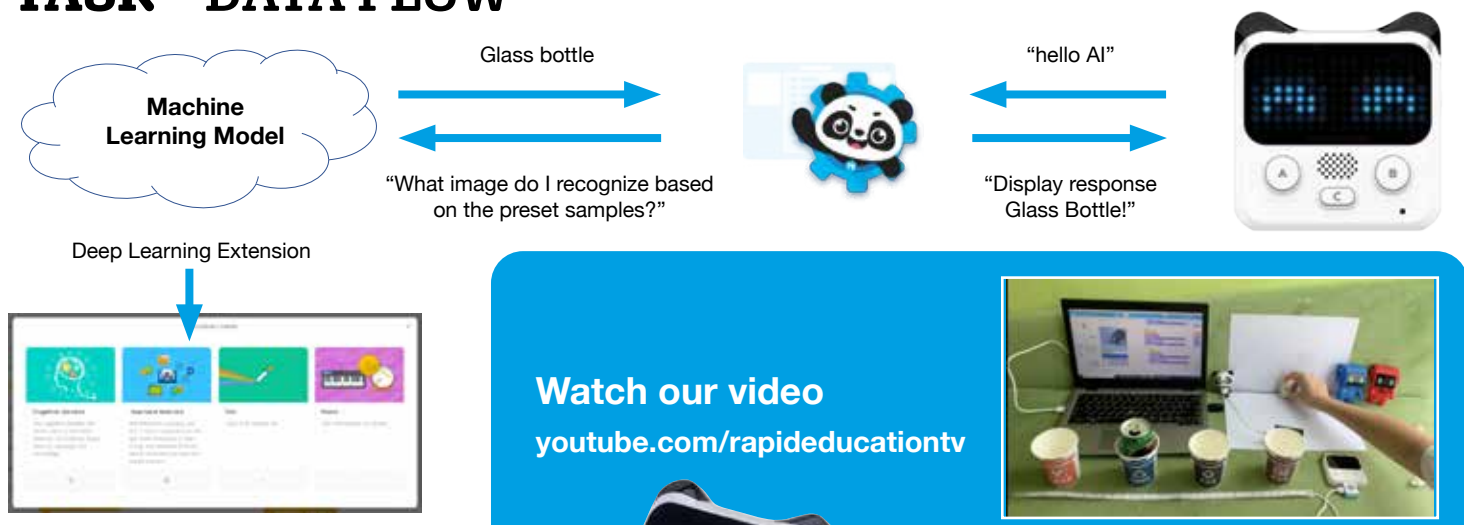 TASK – DATA FLOW
Glass bottle
“hello AI”
Machine
Learning Model
“What image do I recognize based
on the preset samples?”
“Display response
Glass Bottle!”
A
B
C
Deep Learning Extension
Watch our video
youtube.com/rapideducationtv